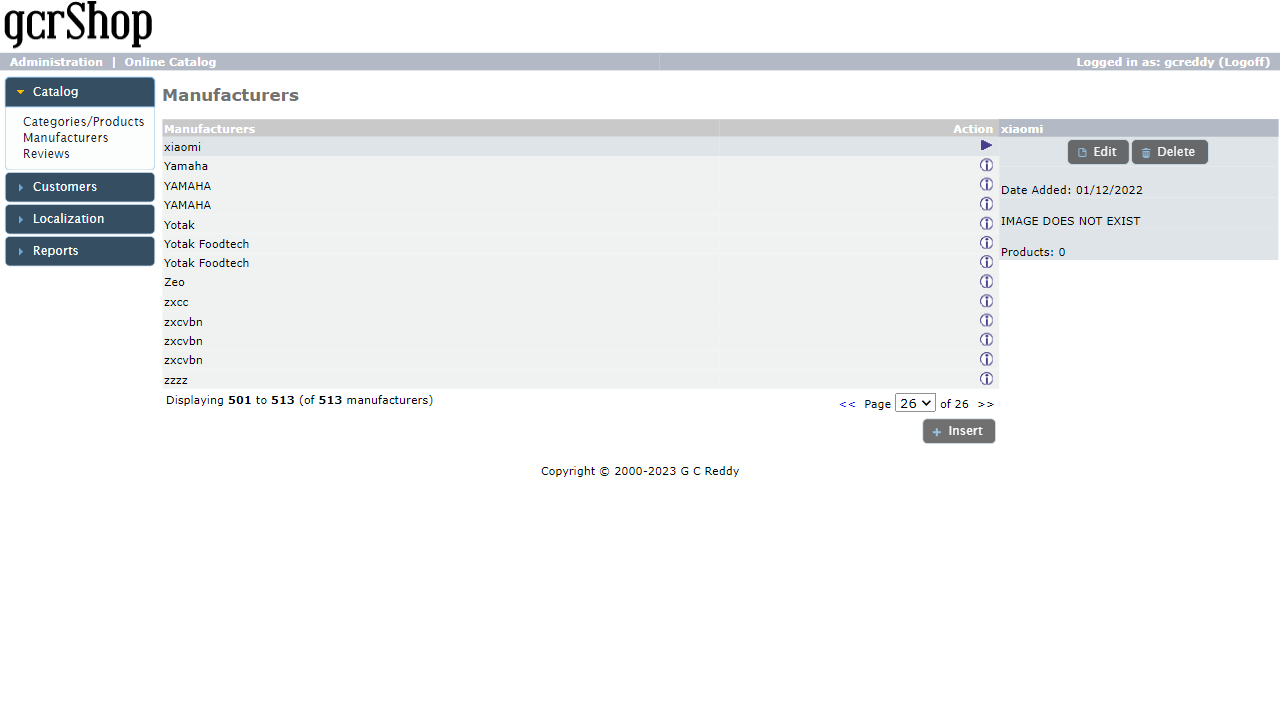 gcrShop
Administration | Online Catalog
Logged in as: gcreddy (Logoff)
Catalog
Categories/Products
Manufacturers
Reviews
Customers
Localization
Reports
Manufacturers
Manufacturers Action
xiaomi
Yamaha
YAMAHA
YAMAHA
Yotak
Yotak Foodtech
Yotak Foodtech
Zeo
zxcc
zxcvbn
zxcvbn
zxcvbn
zzzz
Displaying 501 to 513 (of 513 manufacturers)
<< Page 26 of 26 >>
Insert
xiaomi
Edit Delete
Date Added: 01/12/2022
IMAGE DOES NOT EXIST
Products: 0
Copyright © 2000-2023 G C Reddy